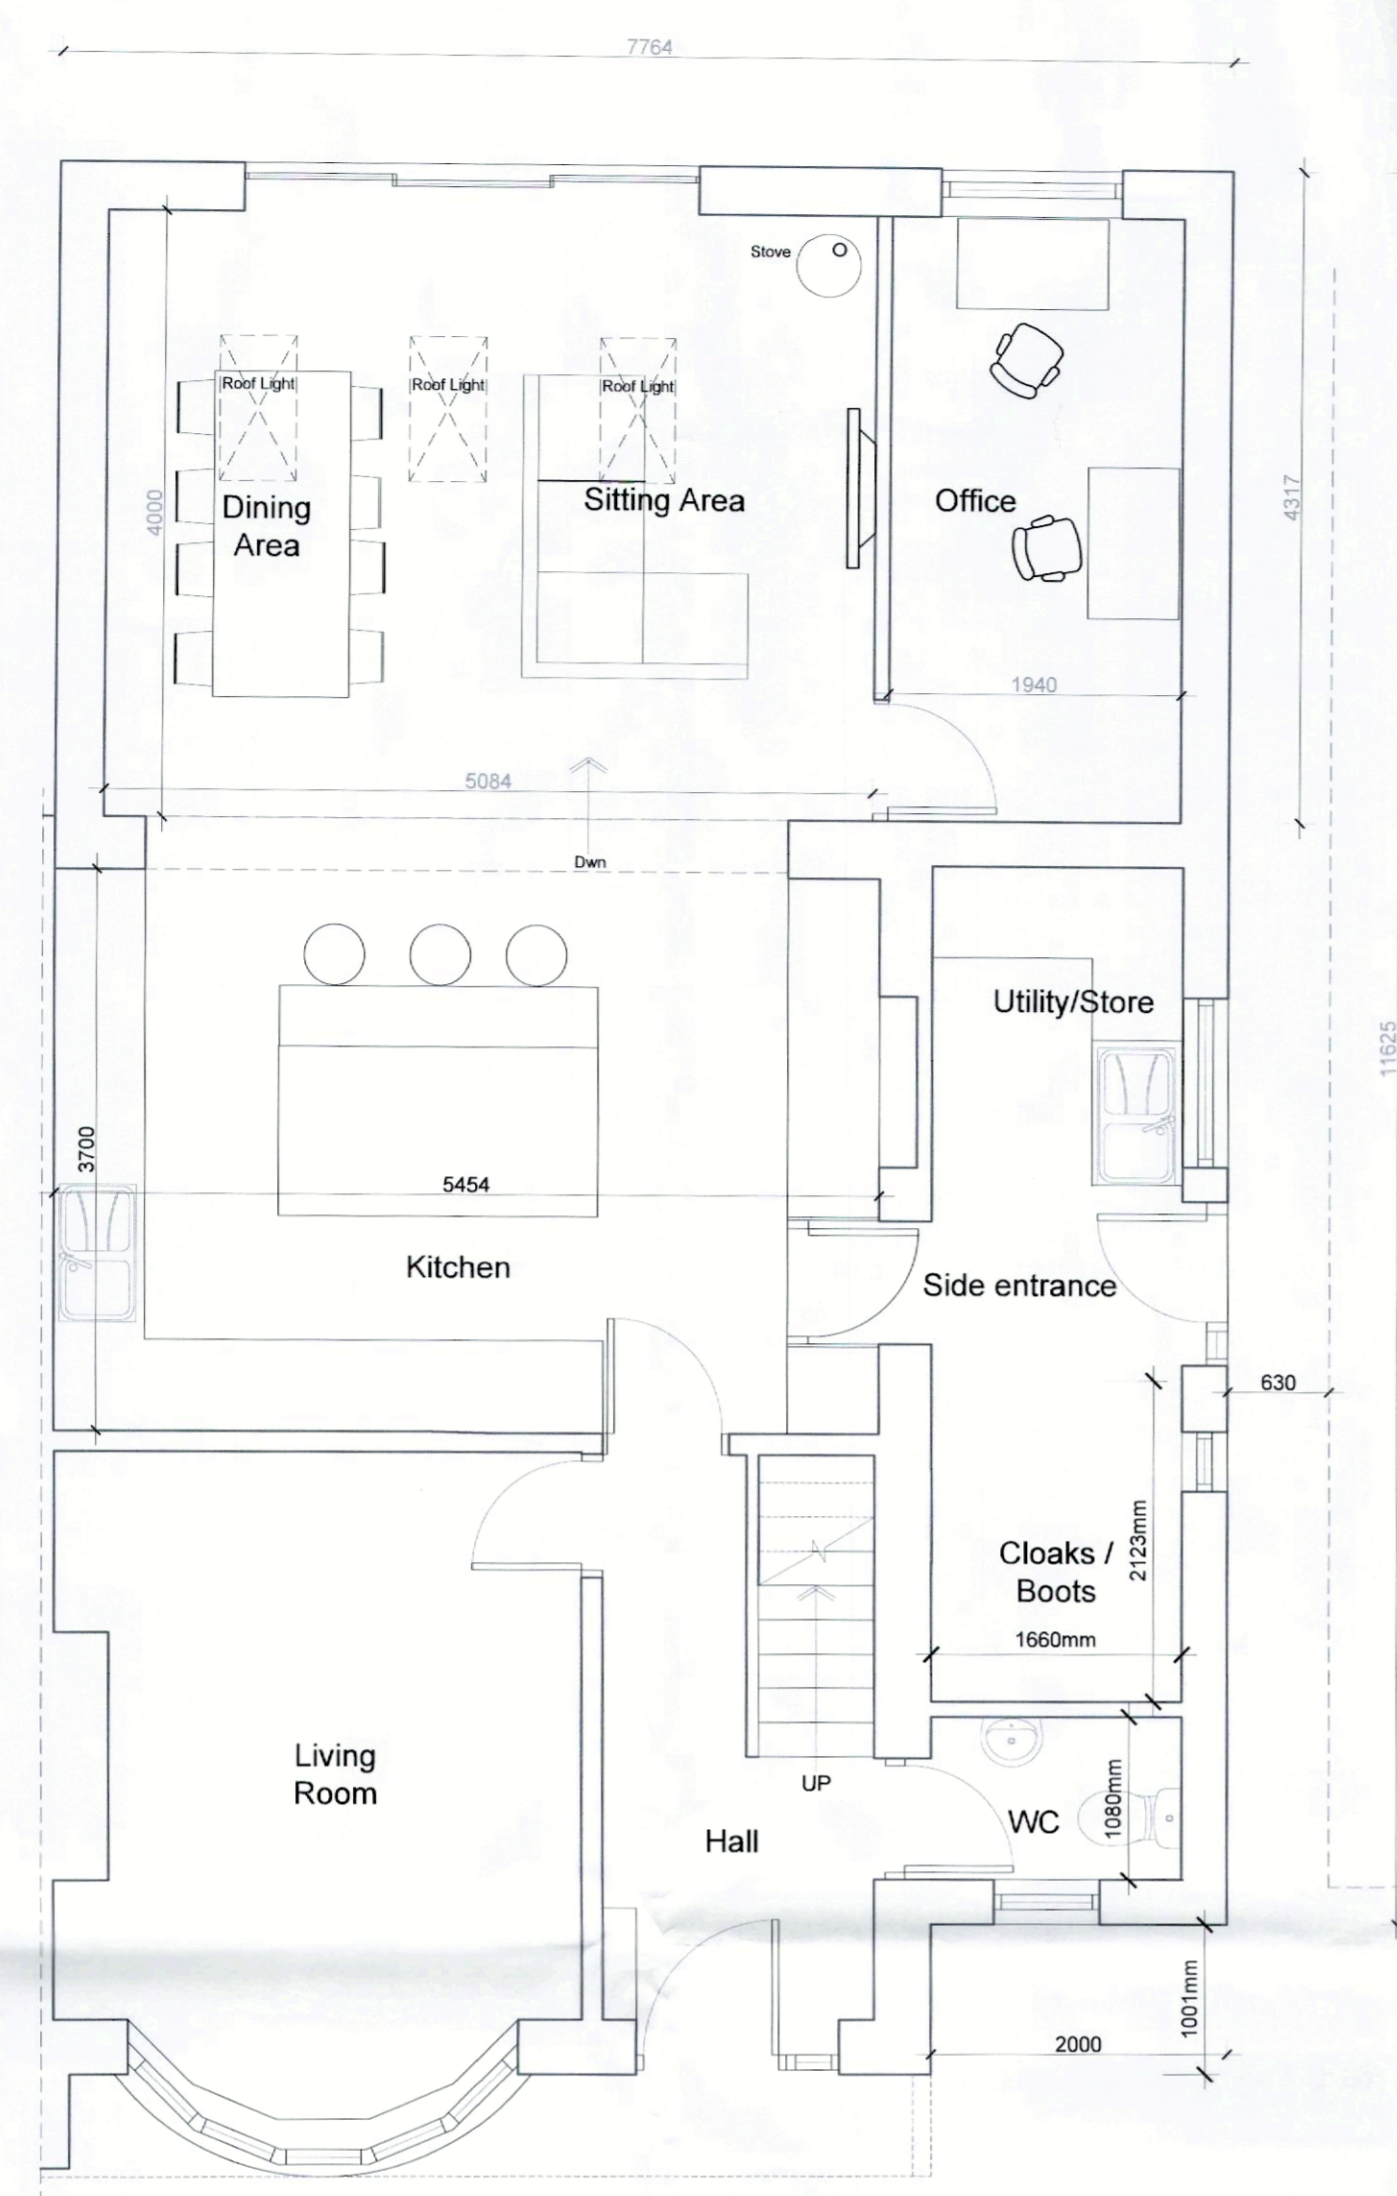 7764
Stove
Roof Light
Roof Light
Roof Light
Dining
Area
Sitting Area
Office
4000
4317
1940
5084
Dwn
Utility/Store
11625
3700
5454
Kitchen
Side entrance
630
2123mm
Cloaks /
Boots
1660mm
Living
Room
UP
WC
1080mm
Hall
1001mm
2000